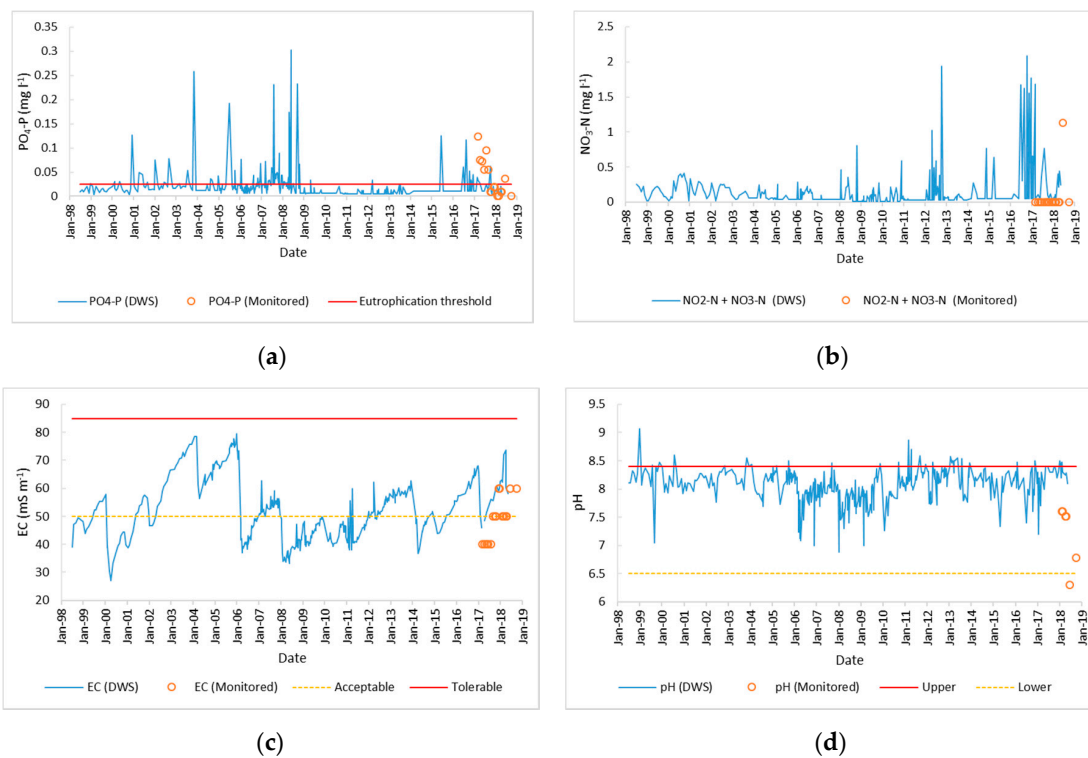 PO₄-P (mg l⁻¹)
0.35
0.3
0.25
0.2
0.15
0.1
0.05
0
Jan-98
Jan-99
Jan-00
Jan-01
Jan-02
Jan-03
Jan-04
Jan-05
Jan-06
Jan-07
Jan-08
Jan-09
Jan-10
Jan-11
Jan-12
Jan-13
Jan-14
Jan-15
Jan-16
Jan-17
Jan-18
Jan-19
Date
PO4-P (DWS) PO4-P (Monitored) Eutrophication threshold
(a)
NO₃-N (mg l⁻¹)
2.5
2
1.5
1
0.5
0
Jan-98
Jan-99
Jan-00
Jan-01
Jan-02
Jan-03
Jan-04
Jan-05
Jan-06
Jan-07
Jan-08
Jan-09
Jan-10
Jan-11
Jan-12
Jan-13
Jan-14
Jan-15
Jan-16
Jan-17
Jan-18
Jan-19
Date
NO2-N + NO3-N (DWS) NO2-N + NO3-N (Monitored)
(b)
EC (mS m⁻¹)
90
80
70
60
50
40
30
20
Jan-98
Jan-99
Jan-00
Jan-01
Jan-02
Jan-03
Jan-04
Jan-05
Jan-06
Jan-07
Jan-08
Jan-09
Jan-10
Jan-11
Jan-12
Jan-13
Jan-14
Jan-15
Jan-16
Jan-17
Jan-18
Jan-19
Date
EC (DWS) EC (Monitored) Acceptable Tolerable
(c)
pH
9.5
9
8.5
8
7.5
7
6.5
6
Jan-98
Jan-99
Jan-00
Jan-01
Jan-02
Jan-03
Jan-04
Jan-05
Jan-06
Jan-07
Jan-08
Jan-09
Jan-10
Jan-11
Jan-12
Jan-13
Jan-14
Jan-15
Jan-16
Jan-17
Jan-18
Jan-19
Date
pH (DWS) pH (Monitored) Upper Lower
(d)